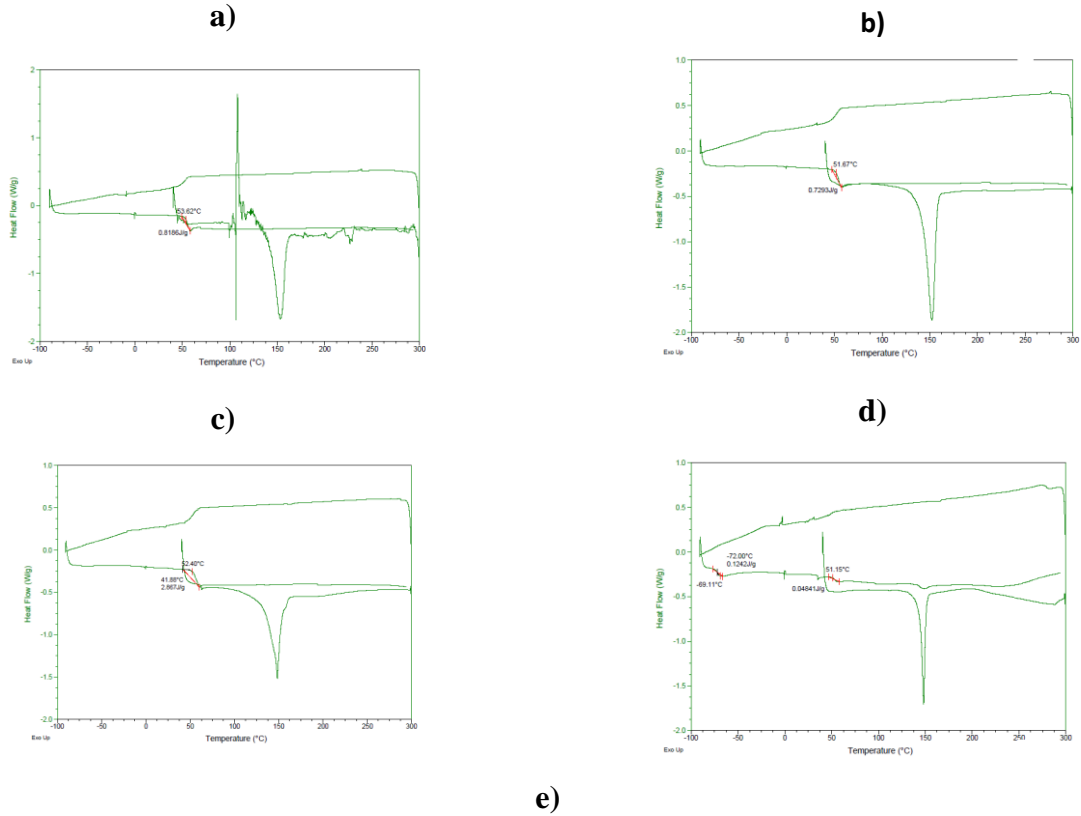 a)
b)
2
1
-1
-2
Heat Flow (W/g)
53.62°C
0.8186J/g
-100
-50
0
50
100
150
200
250
300
Exo Up
Temperature (°C)
1.0
0.5
0.0
-0.5
-1.0
-1.5
-2.0
Heat Flow (W/g)
51.67°C
0.7293J/g
-100
-50
0
50
100
150
200
250
300
Exo Up
Temperature (°C)
c)
d)
1.0
0.5
0.0
-0.5
-1.0
-1.5
-2.0
Heat Flow (W/g)
52.40°C
41.88°C
2.867J/g
-100
-50
0
50
100
150
200
250
300
Exo Up
Temperature (°C)
1.0
0.5
0.0
-0.5
-1.0
-1.5
-2.0
Heat Flow (W/g)
-72.00°C
0.1242J/g
-69.11°C
51.15°C
0.04841J/g
-100
-50
0
50
100
150
200
250
300
Exo Up
Temperature (°C)
e)